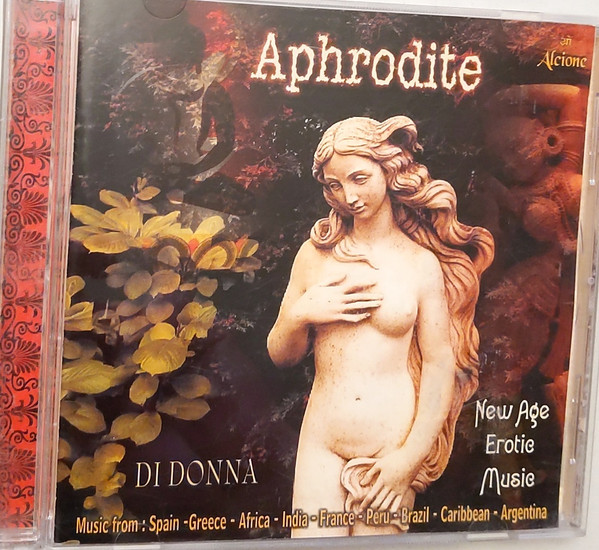 Aphrodite
ॐ
Alcione
New Age
Erotic
Music
DI DONNA
Music from : Spain -Greece - Africa - India - France - Peru - Brazil - Caribbean - Argentina